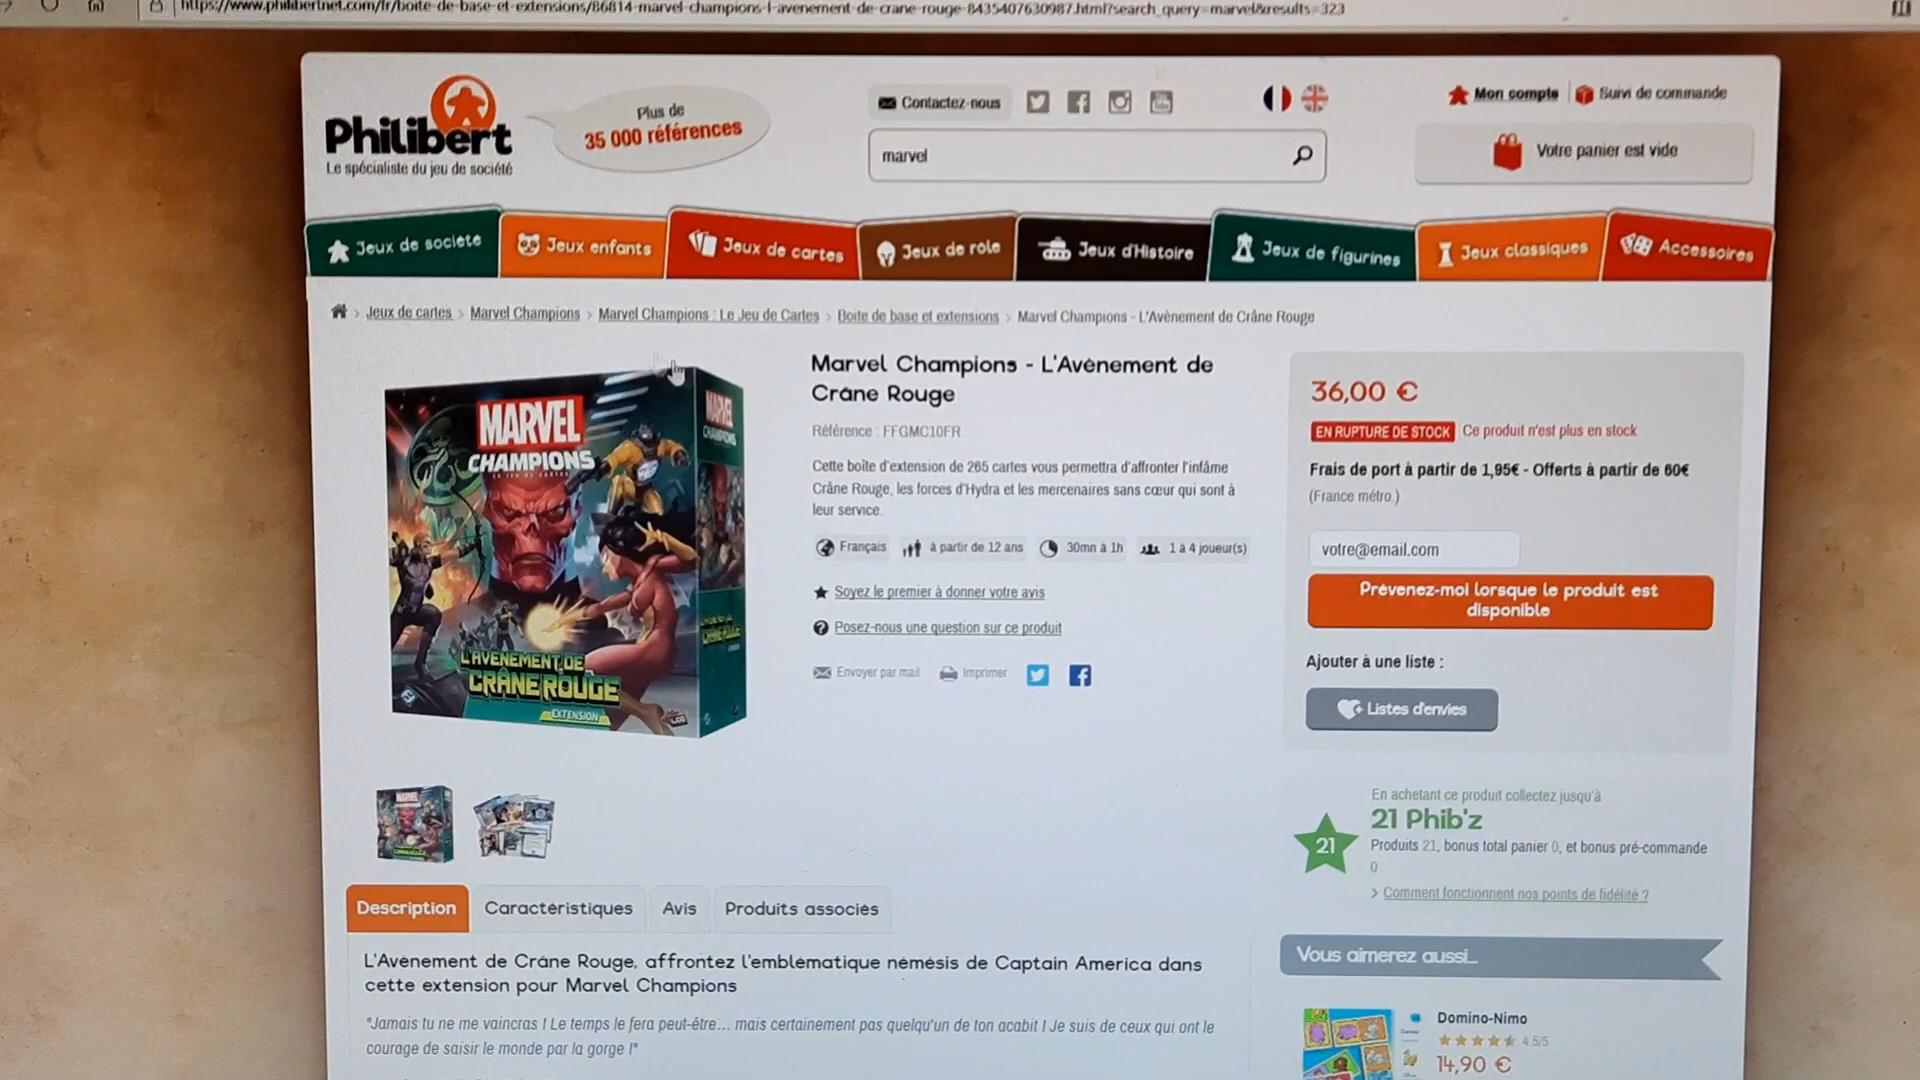 https://www.philibertnet.com/fr/boite-de-base-et-extensions/86814-marvel-champions-l-avenement-de-crane-rouge-8435407630987.html?search_query=marvel&results=323
Philibert
Le spécialiste du jeu de société
Plus de
35 000 références
Contactez-nous
Mon compte
Suivi de commande
marvel
Votre panier est vide
Jeux de société
Jeux enfants
Jeux de cartes
Jeux de role
Jeux d'Histoire
Jeux de figurines
Jeux classiques
Accessoires
> Jeux de cartes > Marvel Champions > Marvel Champions : Le Jeu de Cartes > Boite de base et extensions > Marvel Champions - L'Avènement de Crâne Rouge
MARVEL
CHAMPIONS
L'AVÈNEMENT DE
CRÂNE ROUGE
EXTENSION
MARVEL
CHAMPIONS
Marvel Champions - L'Avènement de
Crâne Rouge
Référence : FFGMC10FR
Cette boîte d'extension de 265 cartes vous permettra d'affronter l'infâme
Crâne Rouge, les forces d'Hydra et les mercenaires sans cœur qui sont à
leur service.
Français
à partir de 12 ans
30mn à 1h
1 à 4 joueur(s)
Soyez le premier à donner votre avis
Posez-nous une question sur ce produit
Envoyer par mail
Imprimer
36,00 €
EN RUPTURE DE STOCK Ce produit n'est plus en stock
Frais de port à partir de 1,95€ - Offerts à partir de 60€
(France métro.)
votre@email.com
Prévenez-moi lorsque le produit est
disponible
Ajouter à une liste :
Listes d'envies
En achetant ce produit collectez jusqu'à
21 Phib'z
21
Produits 21, bonus total panier 0, et bonus pré-commande
0
> Comment fonctionnent nos points de fidélité ?
Description
Caractéristiques
Avis
Produits associés
L'Avènement de Crâne Rouge, affrontez l'emblématique némésis de Captain America dans
cette extension pour Marvel Champions
"Jamais tu ne me vaincras ! Le temps le fera peut-être... mais certainement pas quelqu'un de ton acabit ! Je suis de ceux qui ont le
courage de saisir le monde par la gorge !"
Vous aimerez aussi...
Domino-Nimo
4.5/5
14,90 €